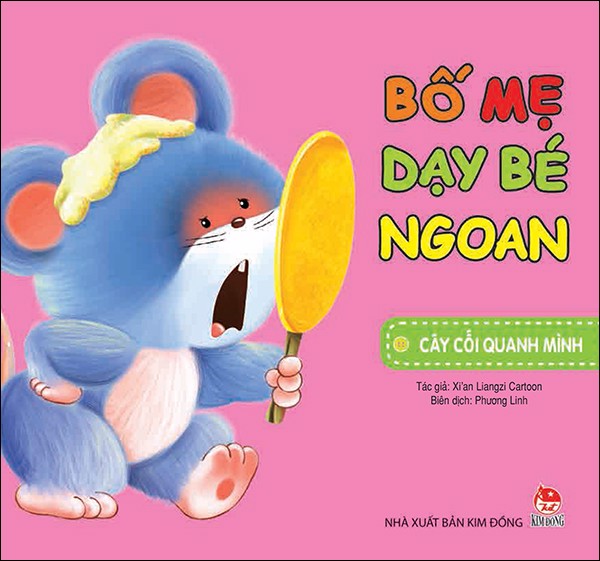 BỐ MẸ
DẠY BÉ
NGOAN
CÂY CỐI QUANH MÌNH
Tác giả: Xi'an Liangzi Cartoon
Biên dịch: Phương Linh
NHÀ XUẤT BẢN KIM ĐỒNG
KIM ĐỒNG